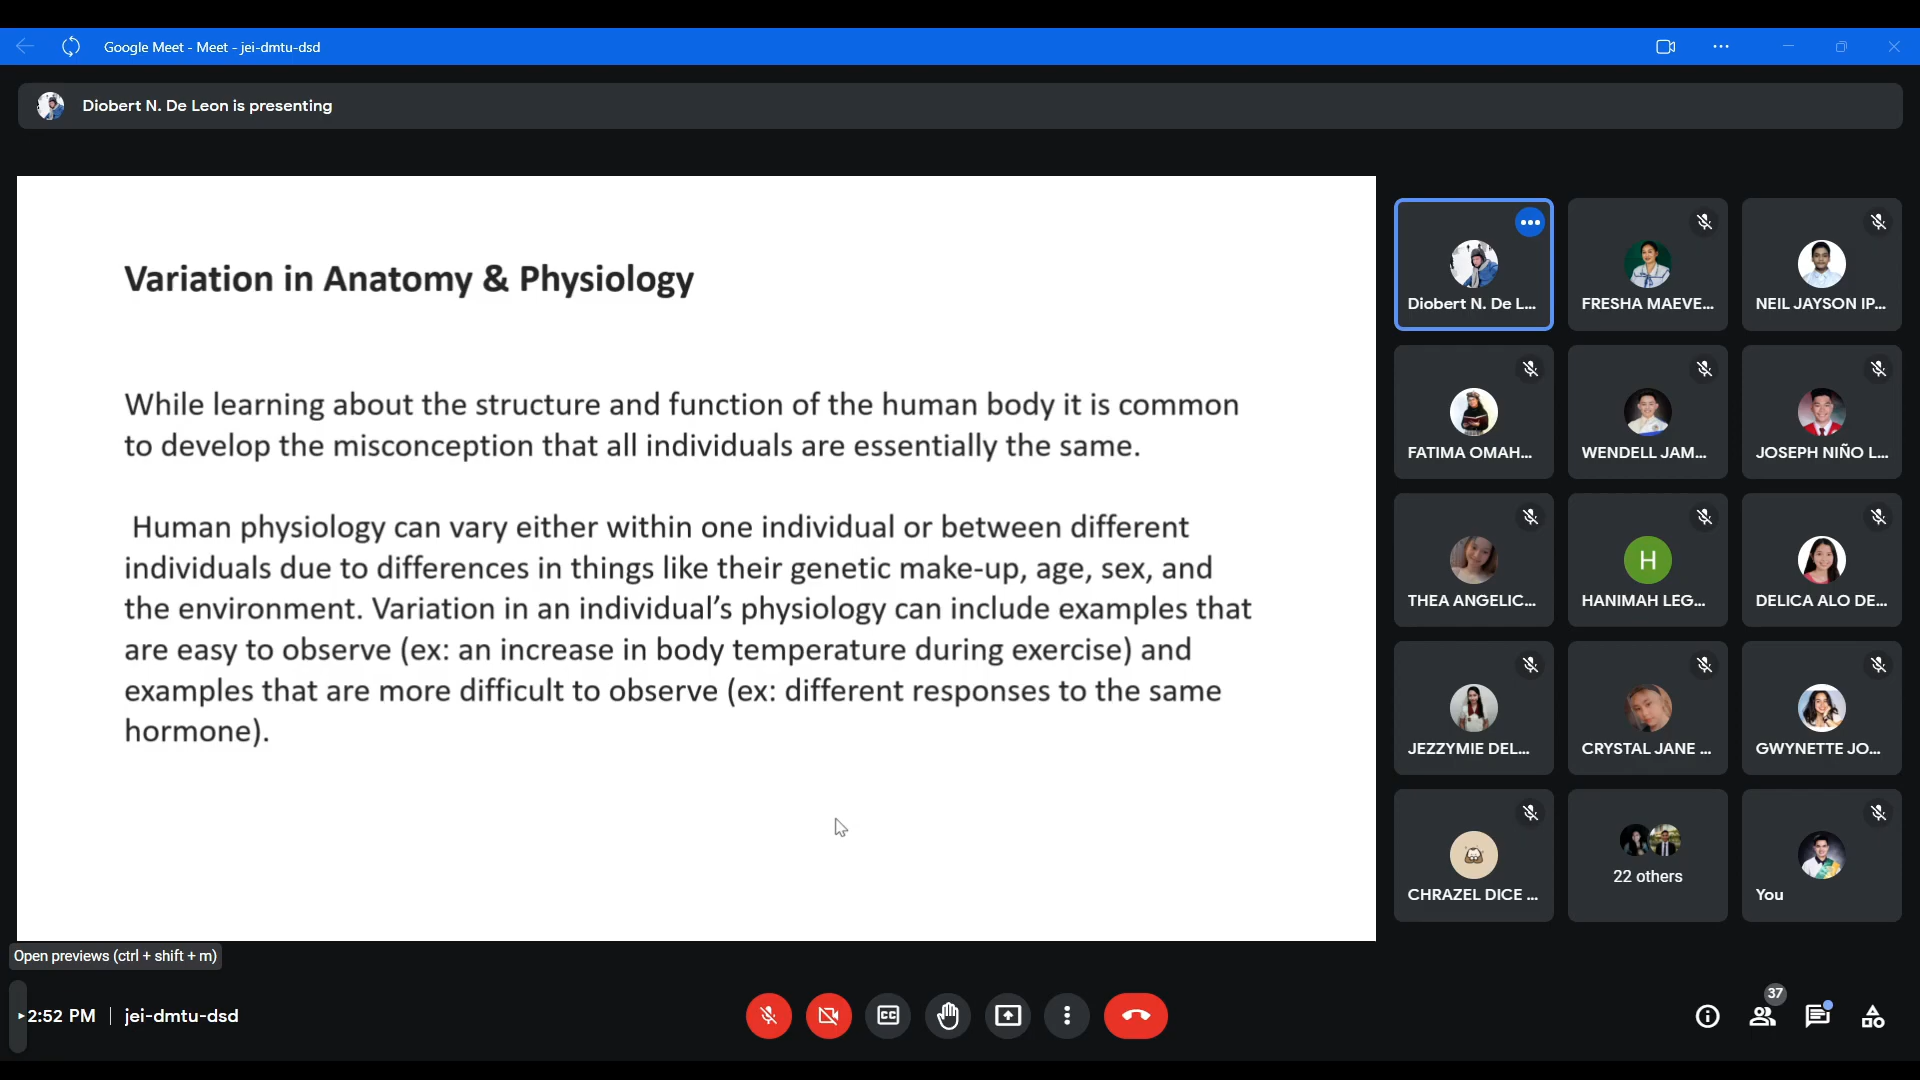 Google Meet - Meet - jei-dmtu-dsd
Diobert N. De Leon is presenting
Variation in Anatomy & Physiology
While learning about the structure and function of the human body it is common
to develop the misconception that all individuals are essentially the same.
Human physiology can vary either within one individual or between different
individuals due to differences in things like their genetic make-up, age, sex, and
the environment. Variation in an individual’s physiology can include examples that
are easy to observe (ex: an increase in body temperature during exercise) and
examples that are more difficult to observe (ex: different responses to the same
hormone).
Diobert N. De L...
FRESHA MAEVE...
NEIL JAYSON IP...
FATIMA OMAH...
WENDELL JAM...
JOSEPH NIÑO L...
THEA ANGELIC...
H
HANIMAH LEG...
DELICA ALO DE...
JEZZYMIE DEL...
CRYSTAL JANE ...
GWYNETTE JO...
CHRAZEL DICE ...
22 others
You
Open previews (ctrl + shift + m)
2:52 PM | jei-dmtu-dsd
CC
37